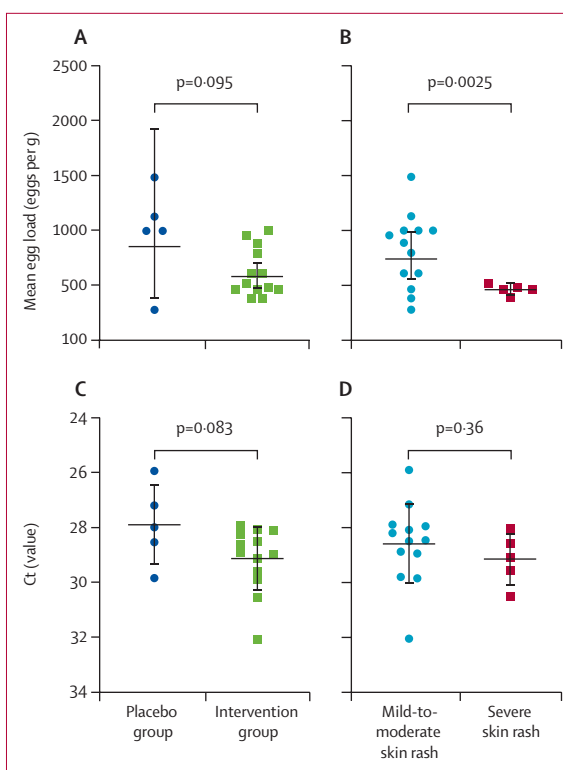 A
B
p=0·095
p=0·0025
Mean egg load (eggs per g)
2500
2000
1500
1000
500
100
C
D
p=0·083
p=0·36
Ct (value)
24
26
28
30
32
34
Placebo group
Intervention group
Mild-to-
moderate
skin rash
Severe
skin rash